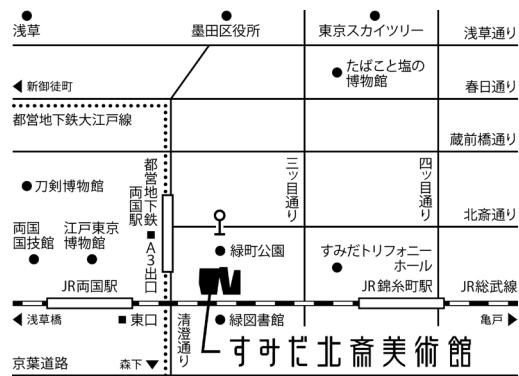 浅草
墨田区役所
東京スカイツリー
浅草通り
たばこと塩の
博物館
新御徒町
春日通り
都営地下鉄大江戸線
蔵前橋通り
都営地下鉄
両国駅
A3出口
三ッ目通り
四ッ目通り
刀剣博物館
北斎通り
両国
国技館
江戸東京
博物館
緑町公園
すみだトリフォニー
ホール
JR両国駅
JR錦糸町駅
JR総武線
浅草橋
東口
清澄通り
緑図書館
亀戸
すみだ北斎美術館
京葉道路
森下